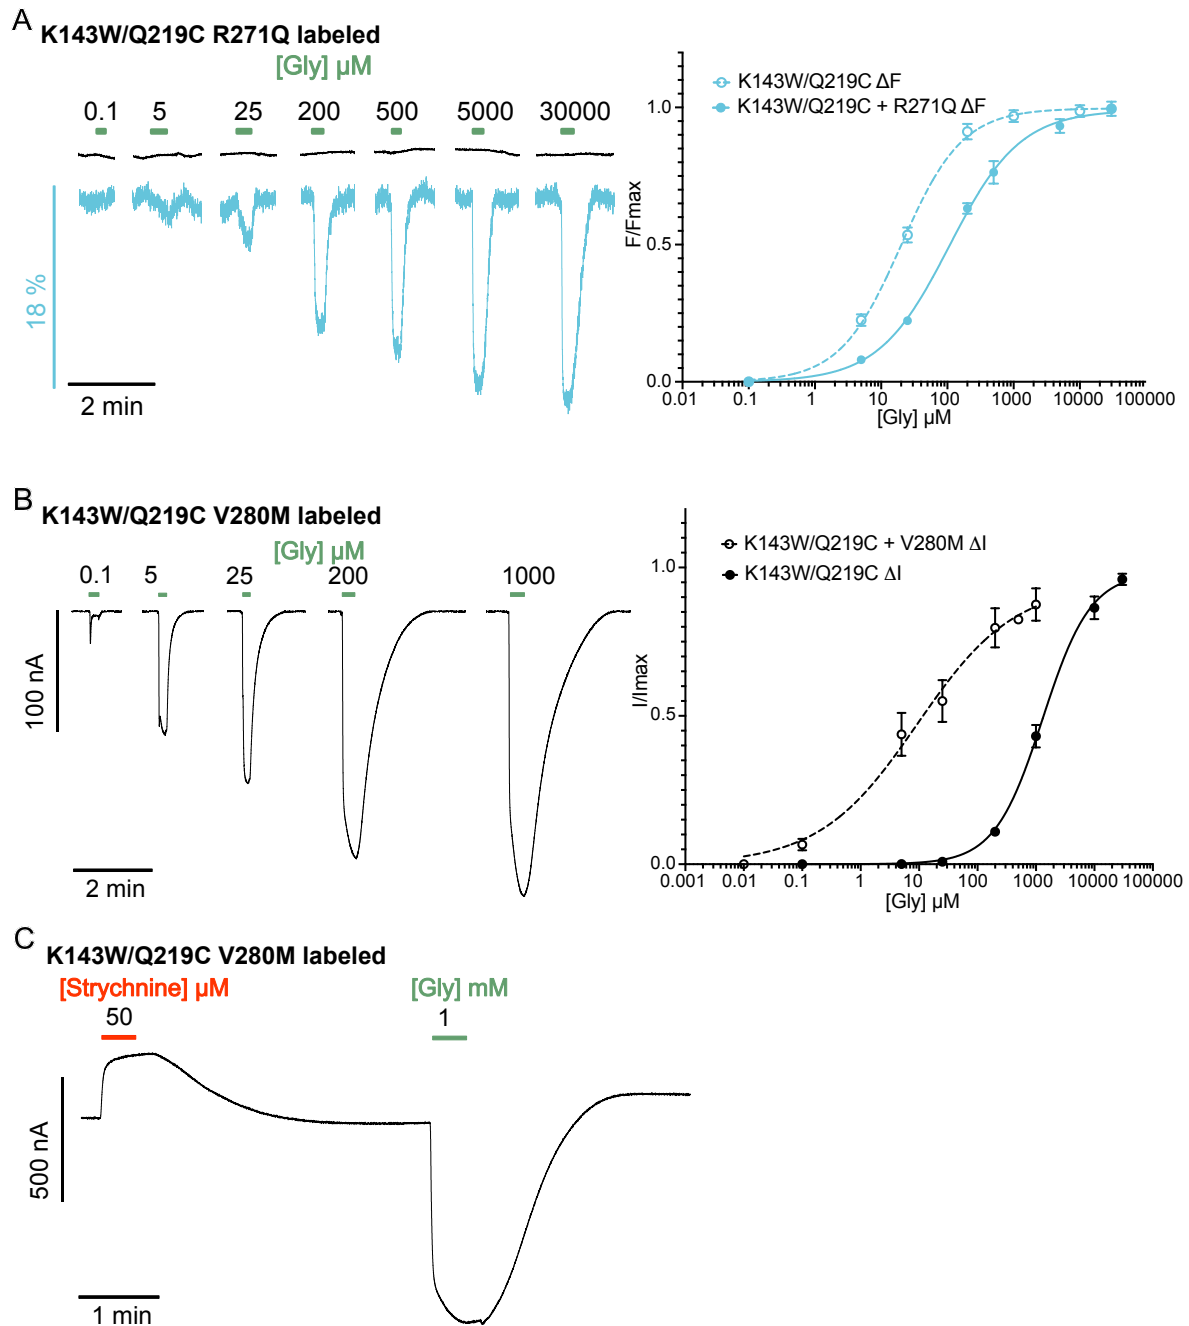 A
K143W/Q219C R271Q labeled
[Gly] µM
0.1 5 25 200 500 5000 30000
18 %
2 min
K143W/Q219C ΔF
K143W/Q219C + R271Q ΔF
F/Fmax
1.0
0.5
0.0
0.01 0.1 1 10 100 1000 10000 100000
[Gly] µM
B
K143W/Q219C V280M labeled
[Gly] µM
0.1 5 25 200 1000
100 nA
2 min
K143W/Q219C + V280M ΔI
K143W/Q219C ΔI
I/Imax
1.0
0.5
0.0
0.001 0.01 0.1 1 10 100 1000 10000 100000
[Gly] µM
C
K143W/Q219C V280M labeled
[Strychnine] µM [Gly] mM
50 1
500 nA
1 min